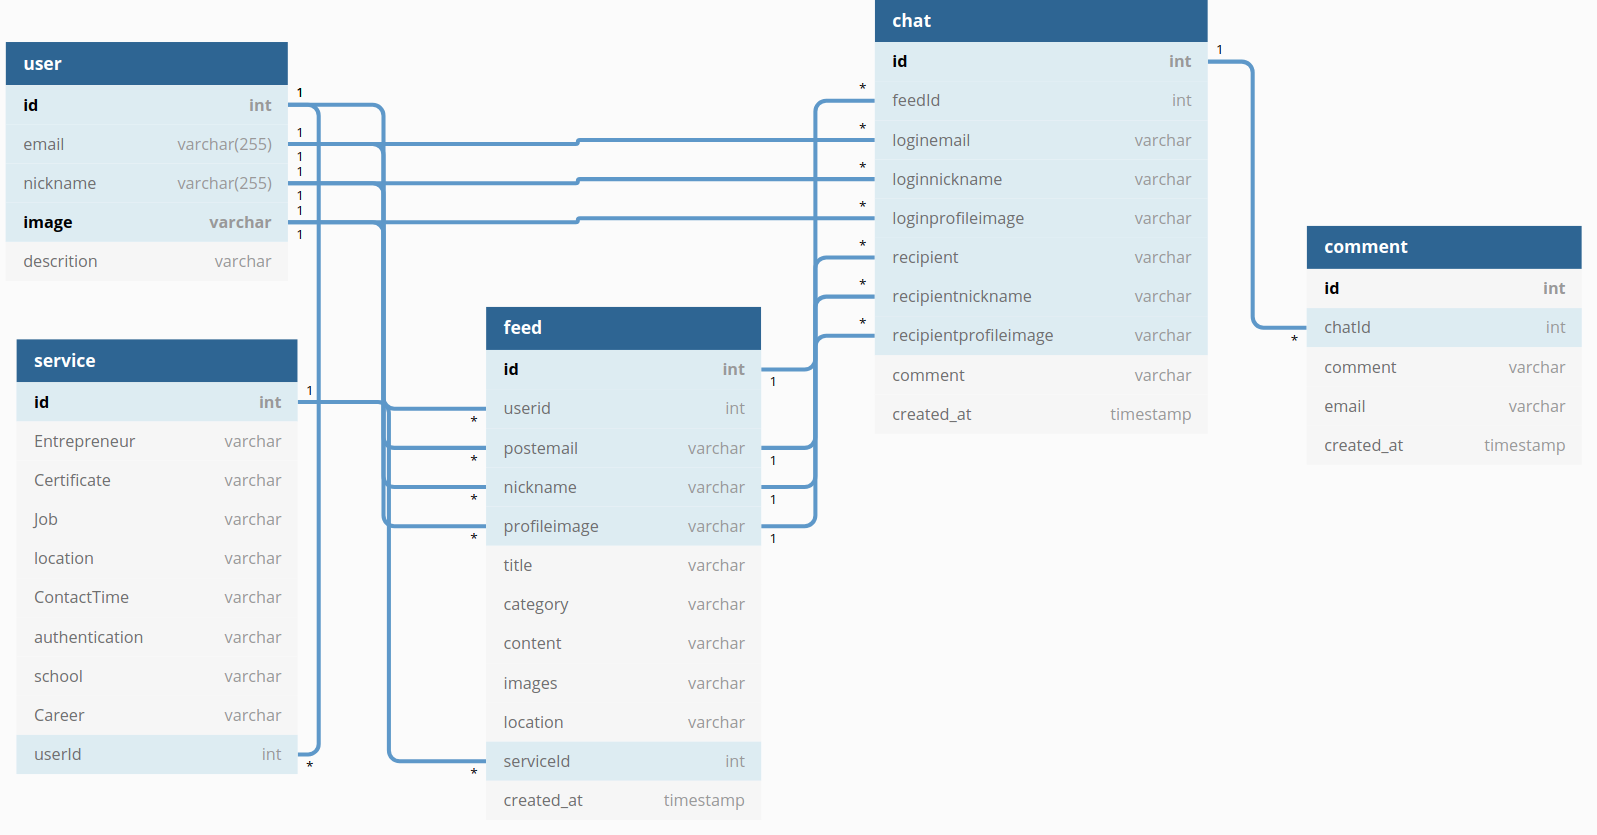 user
id int
email varchar(255)
nickname varchar(255)
image varchar
descrition varchar
1
1
1
1
1
1
1
service
id int
Entrepreneur varchar
Certificate varchar
Job varchar
location varchar
ContactTime varchar
authentication varchar
school varchar
Career varchar
userId int
1
*
feed
id int
userid int
postemail varchar
nickname varchar
profileimage varchar
title varchar
category varchar
content varchar
images varchar
location varchar
serviceId int
created_at timestamp
*
*
*
*
*
1
1
1
1
chat
id int
feedId int
loginemail varchar
loginnickname varchar
loginprofileimage varchar
recipient varchar
recipientnickname varchar
recipientprofileimage varchar
comment varchar
created_at timestamp
*
*
*
*
*
*
*
1
comment
id int
chatId int
comment varchar
email varchar
created_at timestamp
*